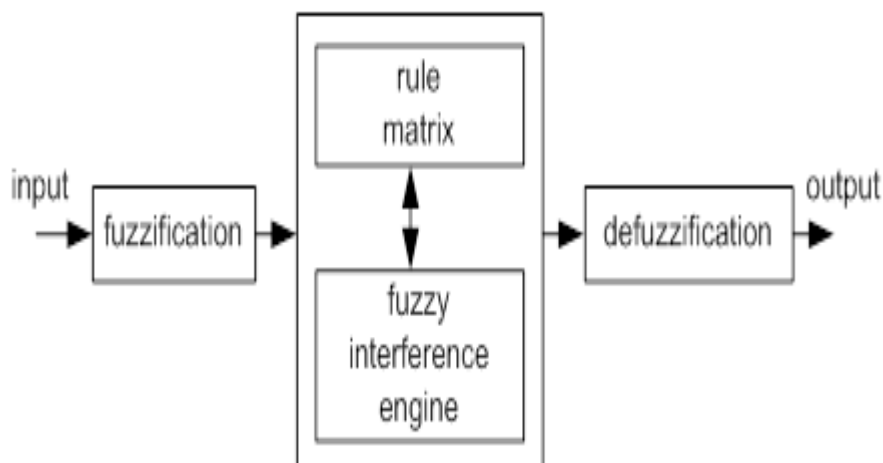 input
fuzzification
rule
matrix
fuzzy
interference
engine
defuzzification
output